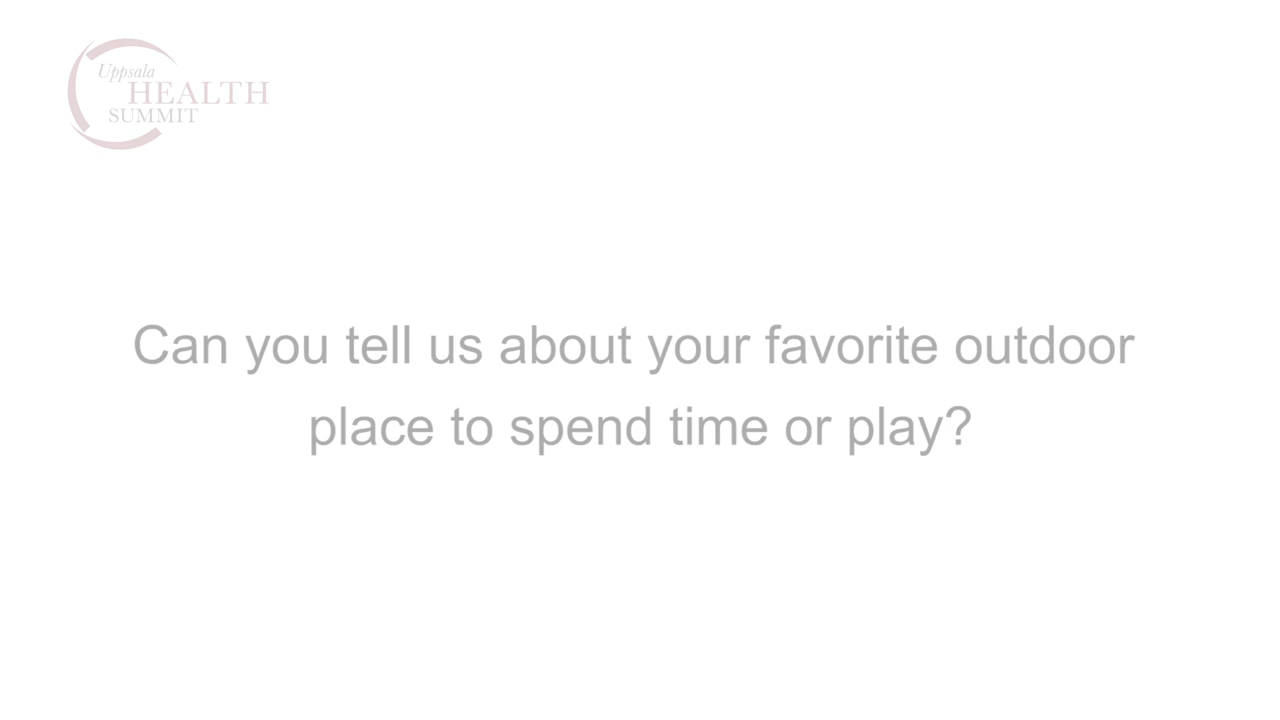 Uppsala
HEALTH
SUMMIT
Can you tell us about your favorite outdoor
place to spend time or play?